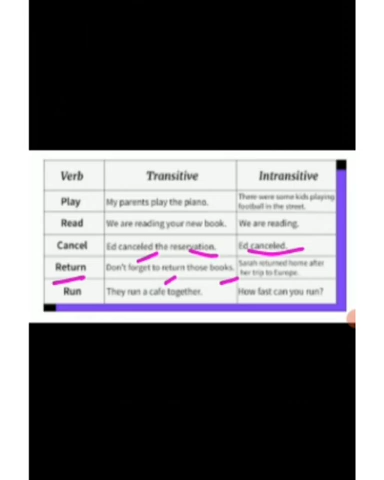 Verb Transitive Intransitive
Play My parents play the piano. There were some kids playing
football in the street.
Read We are reading your new book. We are reading.
Cancel Ed canceled the reservation. Ed canceled.
Return Don't forget to return those books. Sarah returned home after
her trip to Europe.
Run They run a cafe together. How fast can you run?